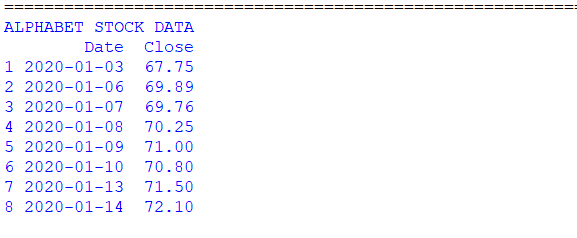 ==========================================================
ALPHABET STOCK DATA
Date Close
1 2020-01-03 67.75
2 2020-01-06 69.89
3 2020-01-07 69.76
4 2020-01-08 70.25
5 2020-01-09 71.00
6 2020-01-10 70.80
7 2020-01-13 71.50
8 2020-01-14 72.10